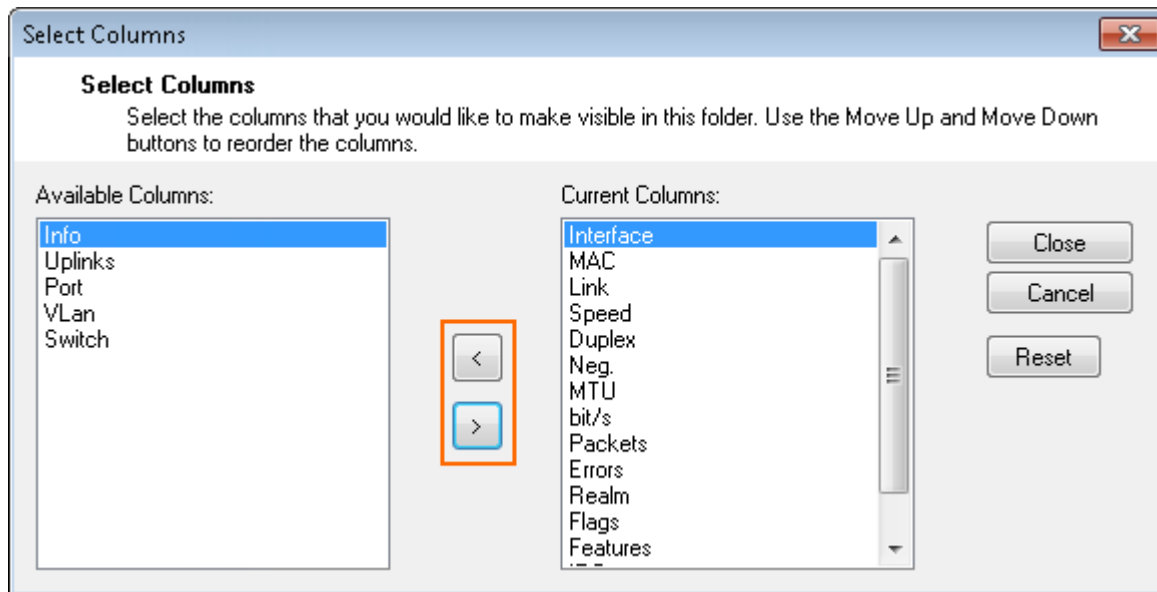 Select Columns
Select Columns
Select the columns that you would like to make visible in this folder. Use the Move Up and Move Down
buttons to reorder the columns.
Available Columns:
Info
Uplinks
Port
VLan
Switch
<
>
Current Columns:
Interface
MAC
Link
Speed
Duplex
Neg.
MTU
bit/s
Packets
Errors
Realm
Flags
Features
Close
Cancel
Reset